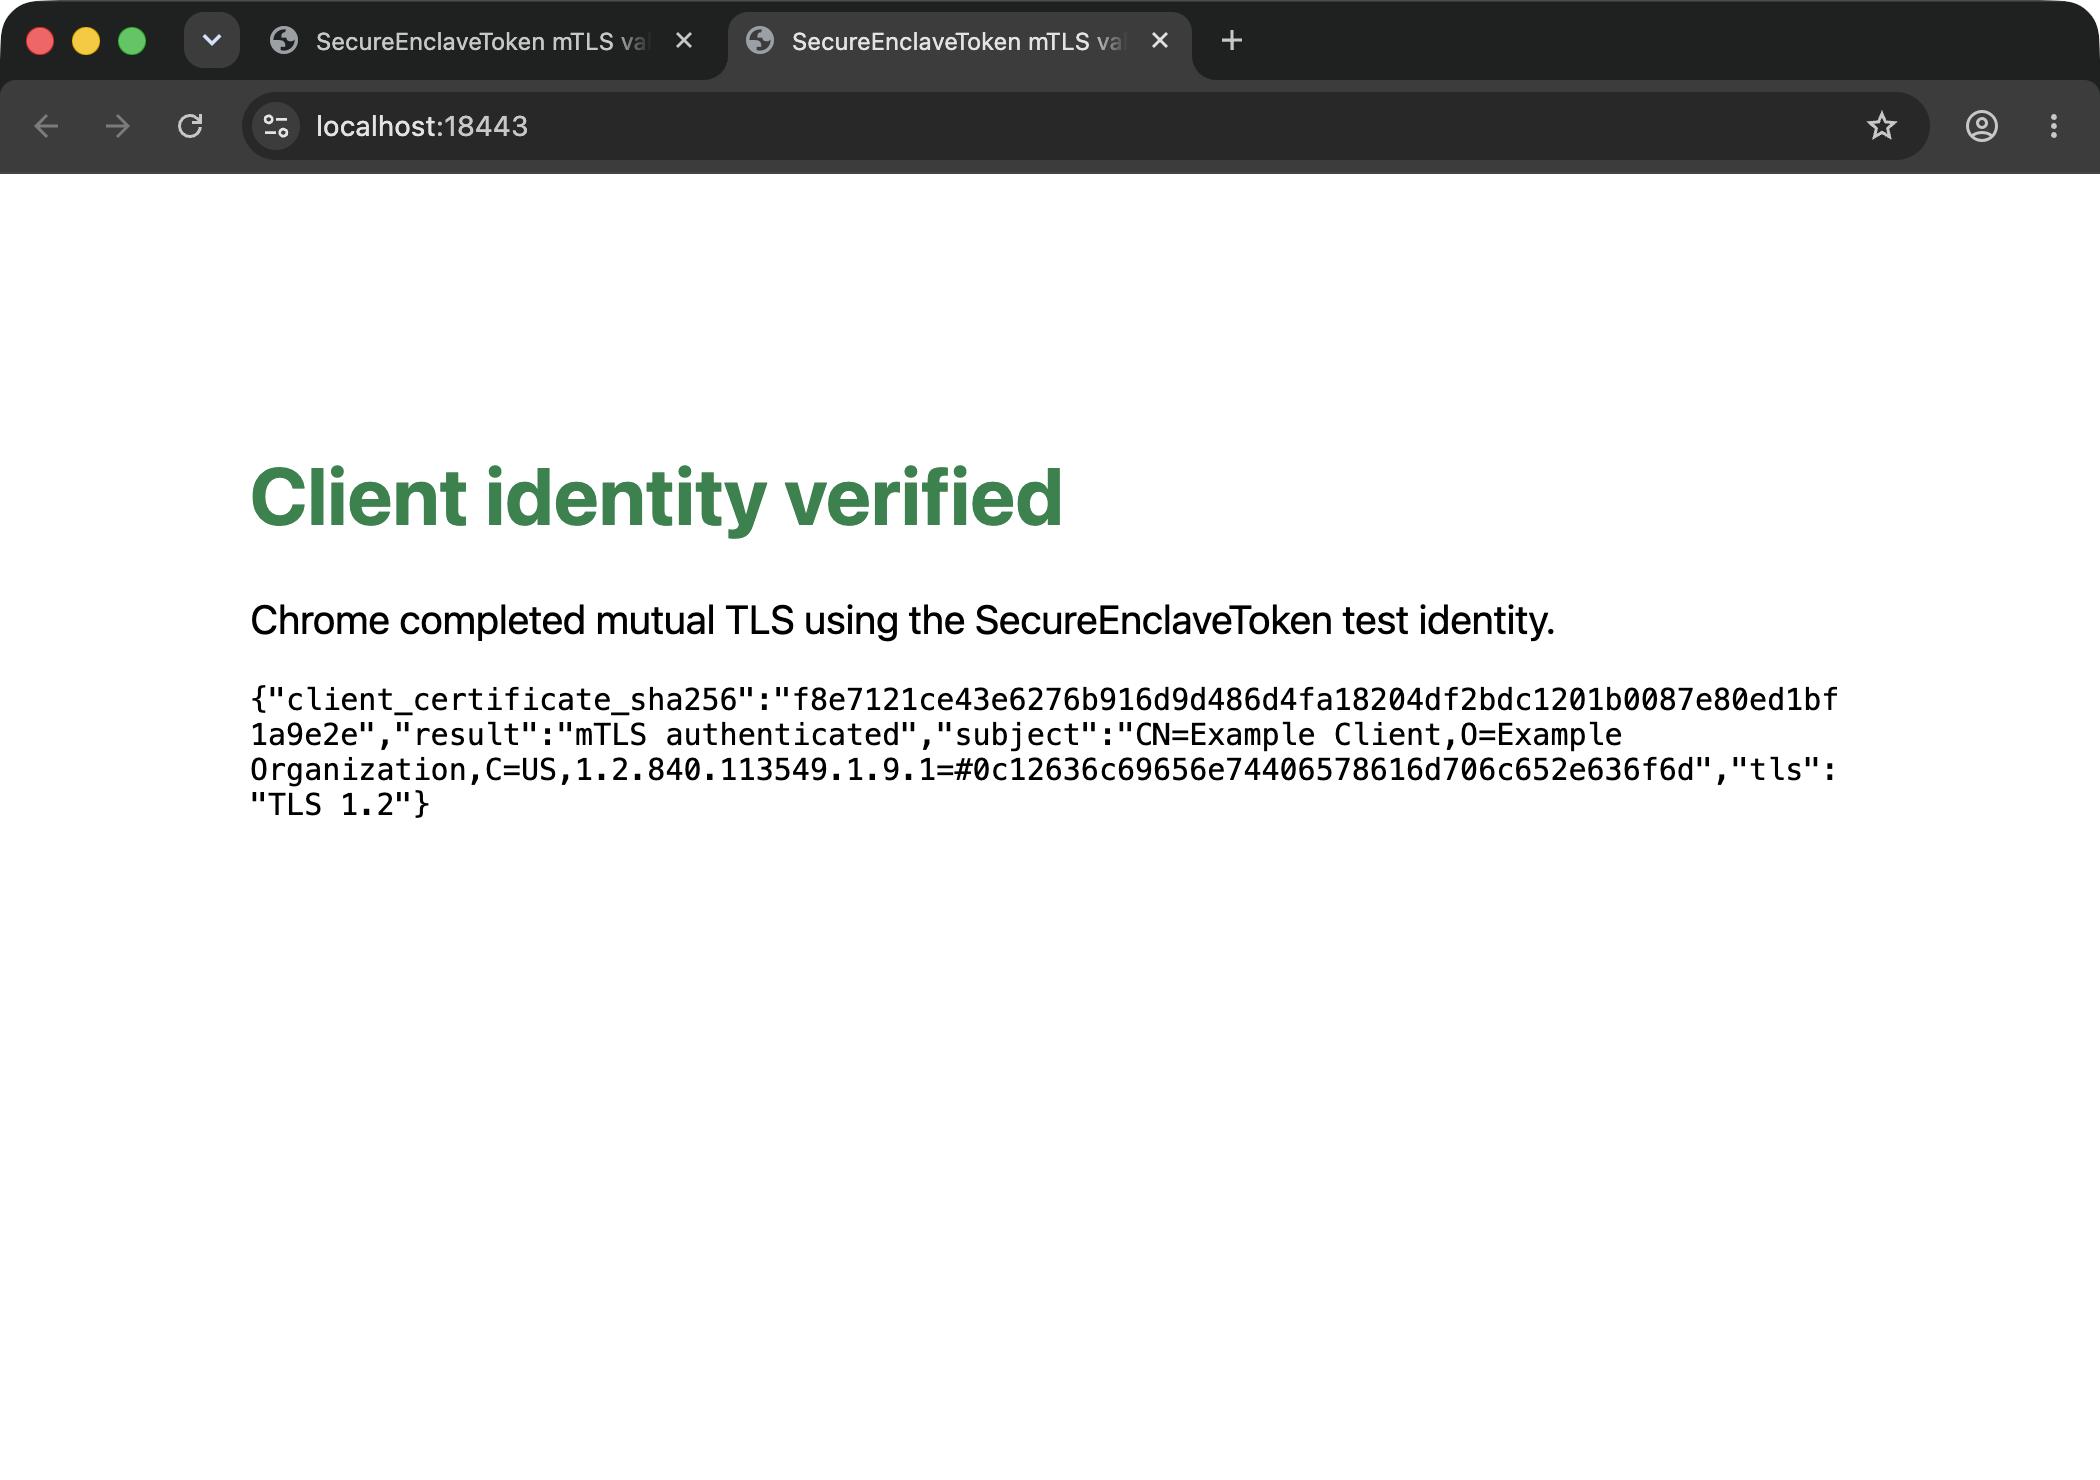 SecureEnclaveToken mTLS va
SecureEnclaveToken mTLS va
localhost:18443
Client identity verified
Chrome completed mutual TLS using the SecureEnclaveToken test identity.
{"client_certificate_sha256":"f8e7121ce43e6276b916d9d486d4fa18204df2bdc1201b0087e80ed1bf
1a9e2e","result":"mTLS authenticated","subject":"CN=Example Client,O=Example
Organization,C=US,1.2.840.113549.1.9.1=#0c12636c69656e74406578616d706c652e636f6d","tls":
"TLS 1.2"}